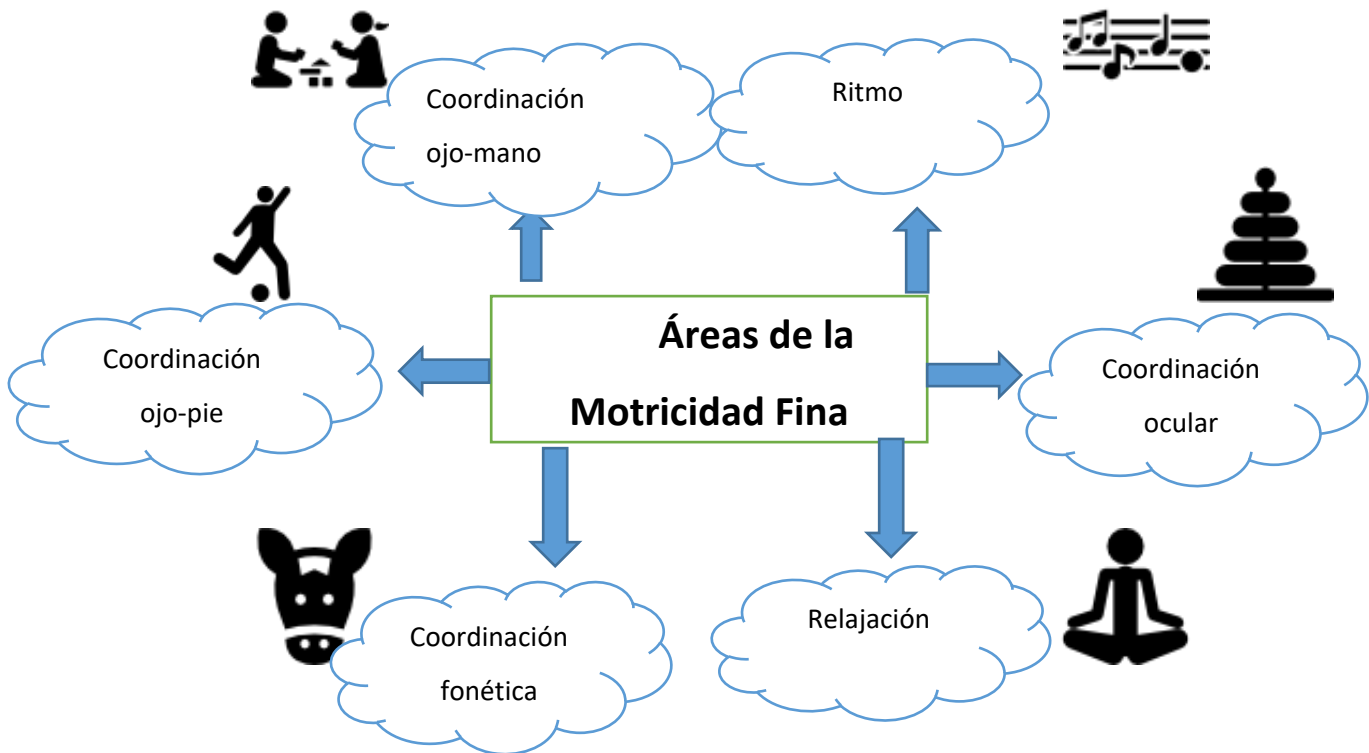 Coordinación
ojo-mano
Ritmo
Coordinación
ojo-pie
Áreas de la
Motricidad Fina
Coordinación
ocular
Coordinación
fonética
Relajación